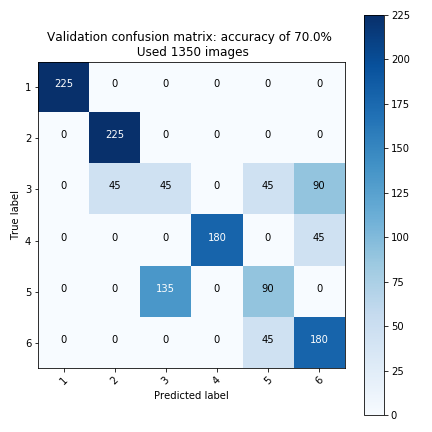 Validation confusion matrix: accuracy of 70.0%
Used 1350 images
1 225 0 0 0 0 0
2 0 225 0 0 0 0
3 0 45 45 0 45 90
4 0 0 0 180 0 45
5 0 0 135 0 90 0
6 0 0 0 0 45 180
True label
1 2 3 4 5 6
Predicted label
225
200
175
150
125
100
75
50
25
0